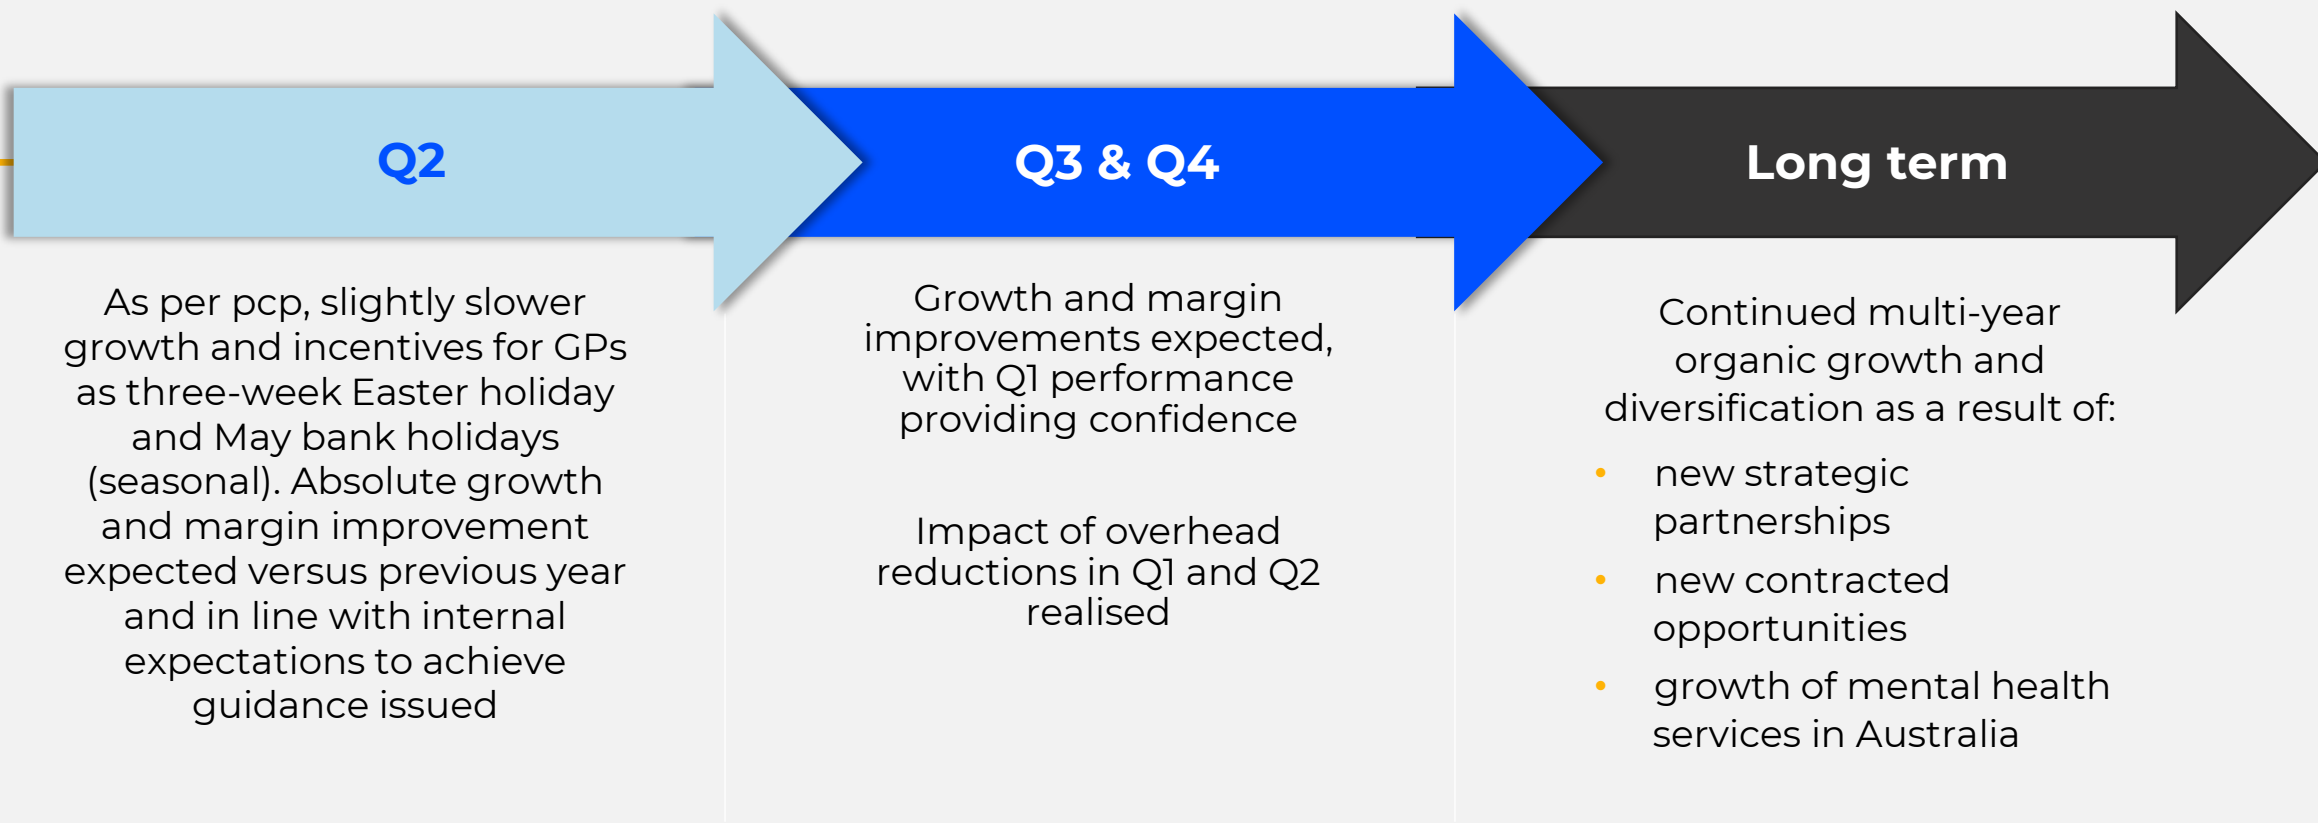 Q2
As per pcp, slightly slower
growth and incentives for GPs
as three-week Easter holiday
and May bank holidays
(seasonal). Absolute growth
and margin improvement
expected versus previous year
and in line with internal
expectations to achieve
guidance issued
Q3 & Q4
Growth and margin
improvements expected,
with Q1 performance
providing confidence
Impact of overhead
reductions in Q1 and Q2
realised
Long term
Continued multi-year
organic growth and
diversification as a result of:
• new strategic
partnerships
• new contracted
opportunities
• growth of mental health
services in Australia